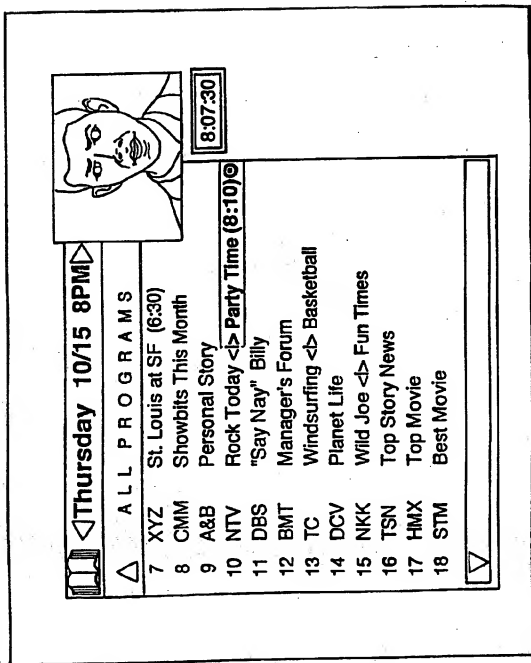 ◁Thursday 10/15 8PM▷
8:07:30
ALL PROGRAMS
7 XYZ St. Louis at SF (6:30)
8 CMM Showbits This Month
9 A&B Personal Story
10 NTV Rock Today <I> Party Time (8:10)
11 DBS "Say Nay" Billy
12 BMT Manager's Forum
13 TC Windsurfing <I> Basketball
14 DCV Planet Life
15 NKK Wild Joe <I> Fun Times
16 TSN Top Story News
17 HMX Top Movie
18 STM Best Movie